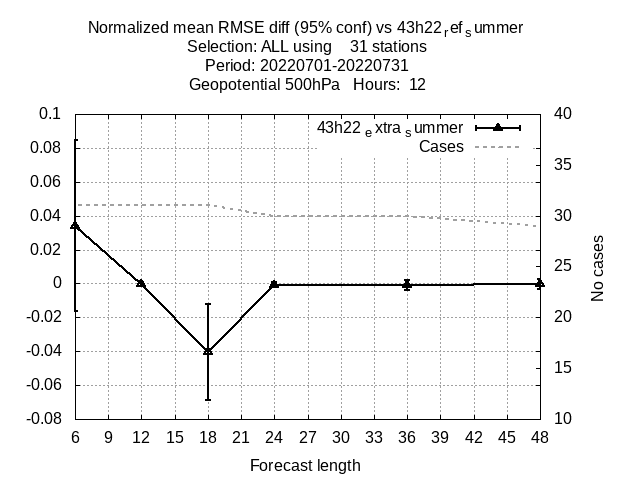 Normalized mean RMSE diff (95% conf) vs 43h22refsummer
Selection: ALL using 31 stations
Period: 20220701-20220731
Geopotential 500hPa Hours: 12
43h22extrasummer
Cases
0.1
0.08
0.06
0.04
0.02
0
-0.02
-0.04
-0.06
-0.08
40
35
30
25
20
15
10
No cases
6 9 12 15 18 21 24 27 30 33 36 39 42 45 48
Forecast length